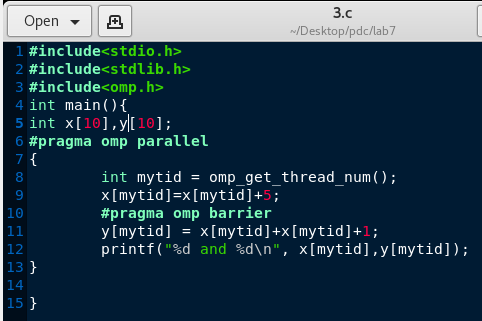 Open
3.c
~/Desktop/pdc/lab7
1 #include<stdio.h>
2 #include<stdlib.h>
3 #include<omp.h>
4 int main(){
5 int x[10],y[10];
6 #pragma omp parallel
7 {
8         int mytid = omp_get_thread_num();
9         x[mytid]=x[mytid]+5;
10         #pragma omp barrier
11         y[mytid] = x[mytid]+x[mytid]+1;
12         printf("%d and %d\n", x[mytid],y[mytid]);
13 }
14
15 }